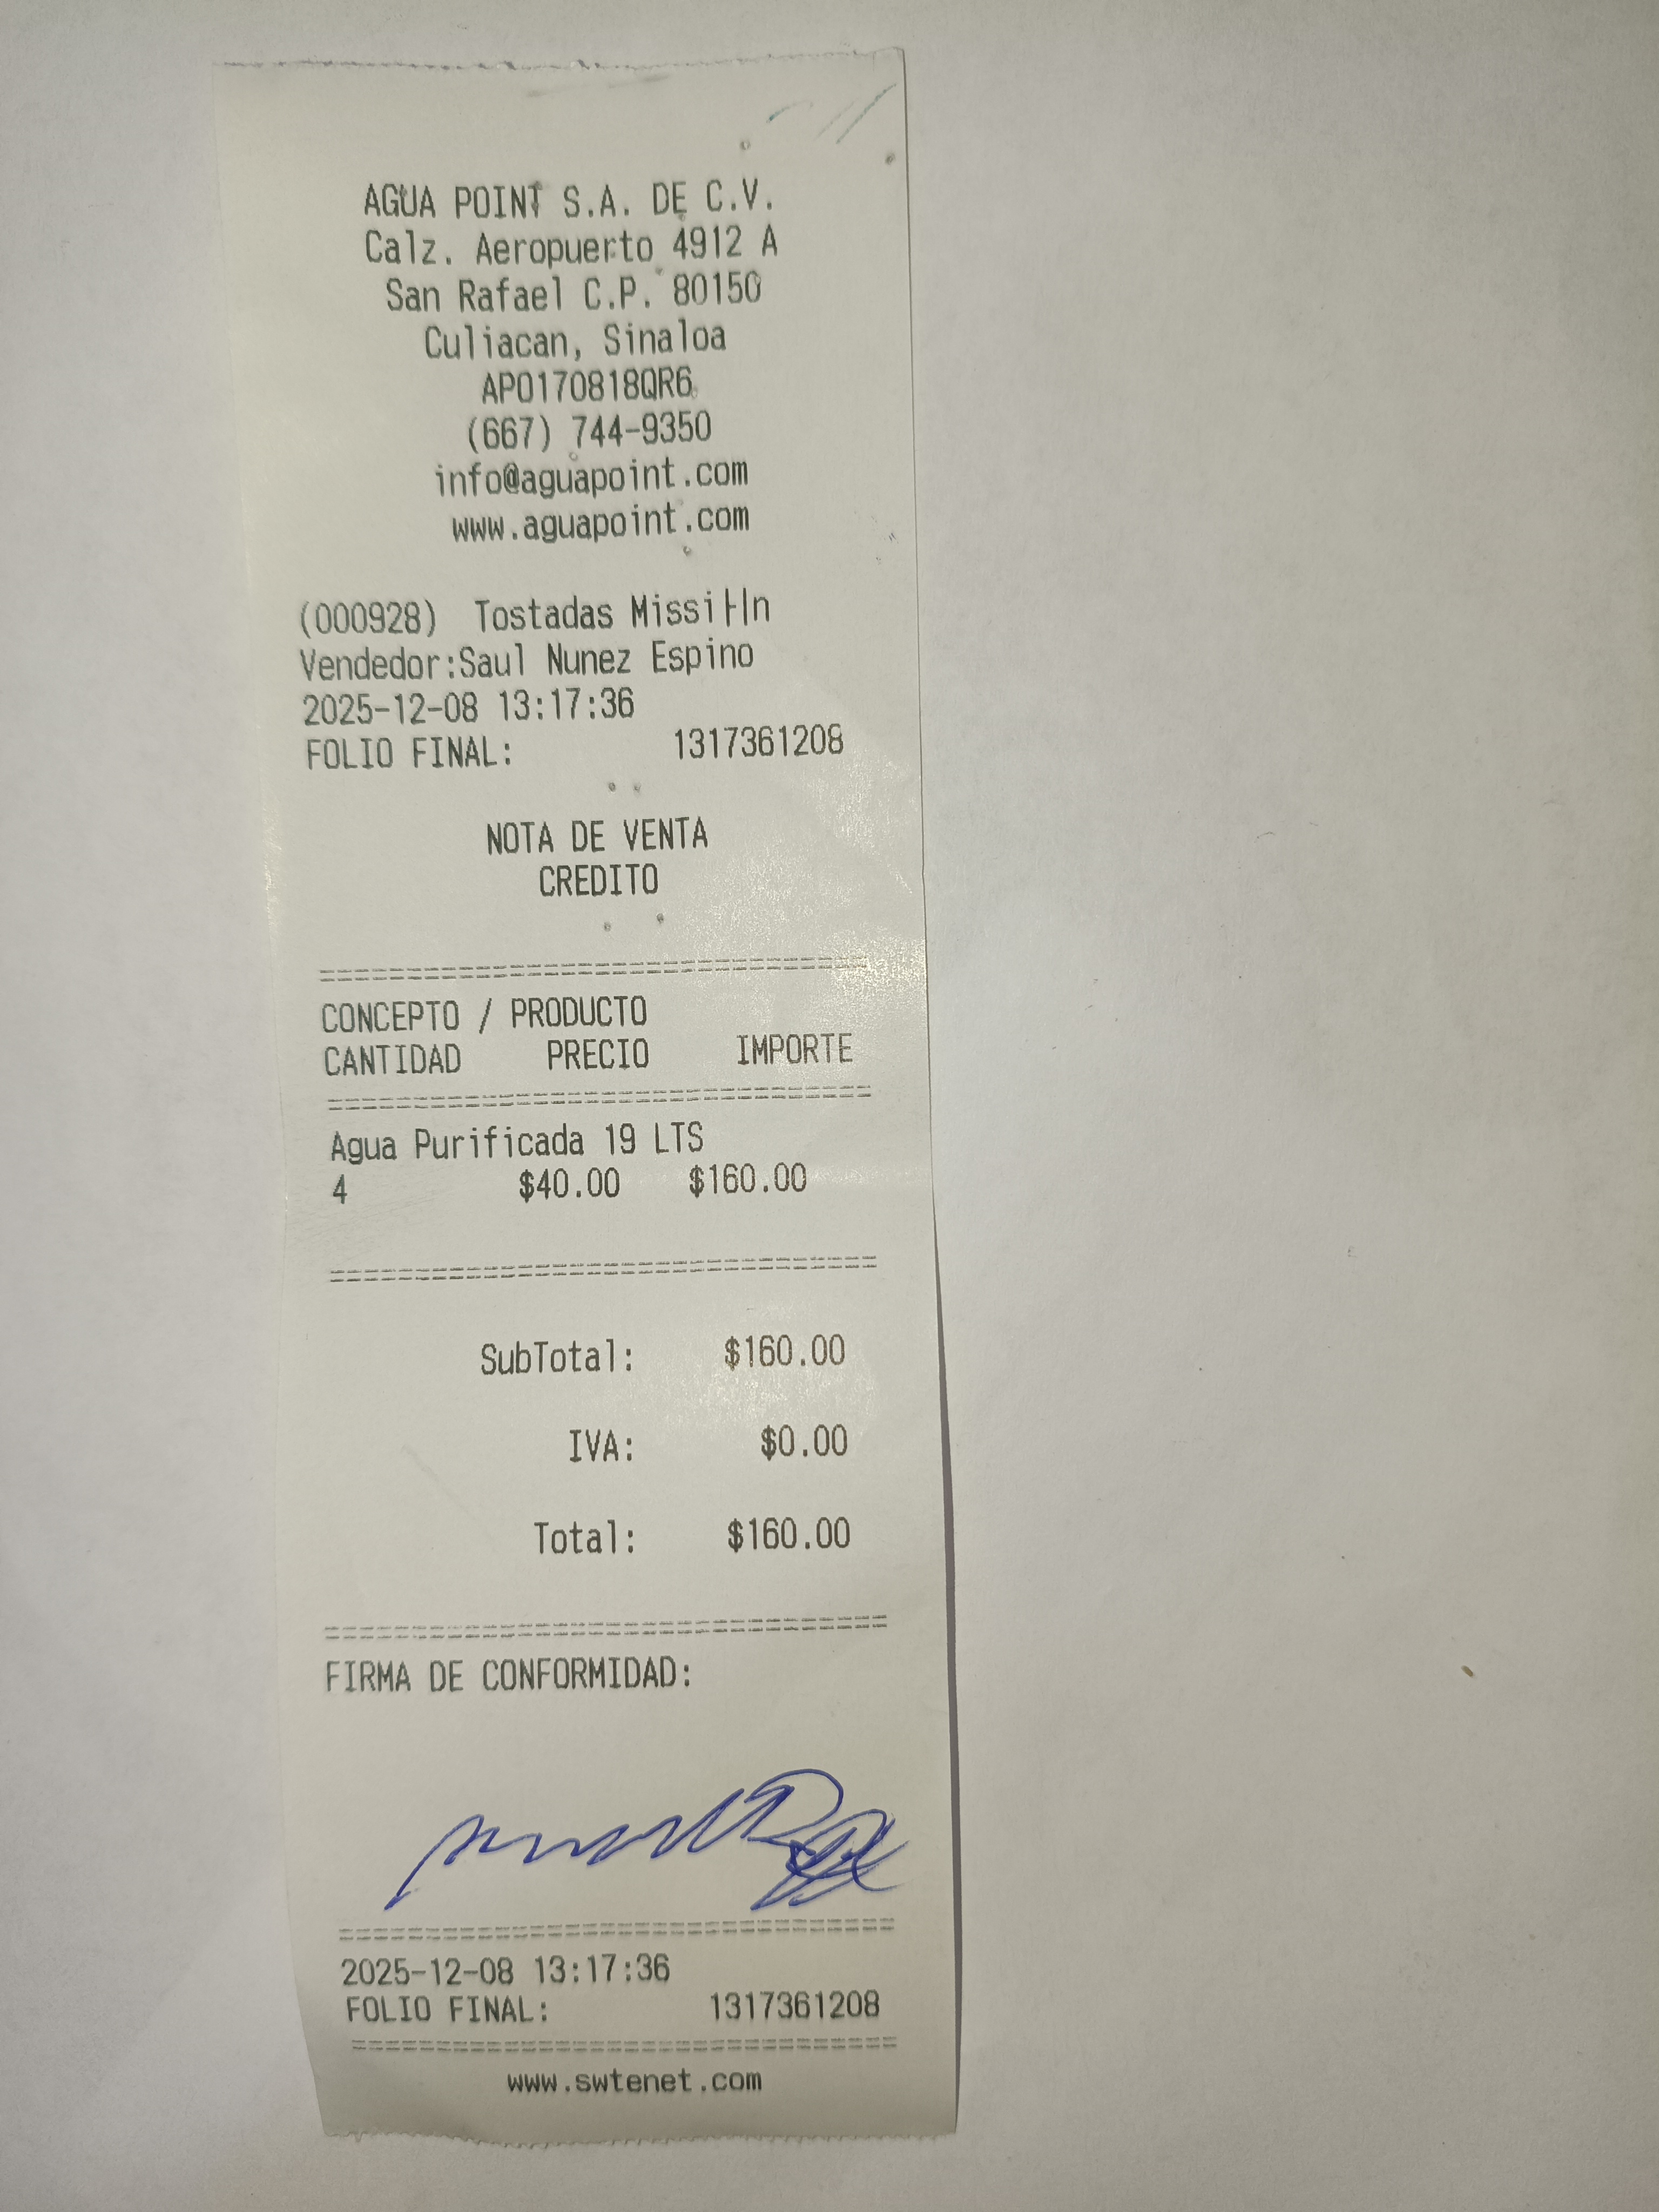 AGUA POINT S.A. DE C.V.
Calz. Aeropuerto 4912 A
San Rafael C.P. 80150
Culiacan, Sinaloa
APO170818QR6
(667) 744-9350
info@aguapoint.com
www.aguapoint.com
(000928) Tostadas
Vendedor:Saul Nunez Espino
2025-12-08 13:17:36
FOLIO FINAL: 1317361208
NOTA DE VENTA
CREDITO
CONCEPTO / PRODUCTO
CANTIDAD PRECIO IMPORTE
Agua Purificada 19 LTS
4 $40.00 $160.00
SubTotal: $160.00
IVA: $0.00
Total: $160.00
FIRMA DE CONFORMIDAD:
2025-12-08 13:17:36
FOLIO FINAL: 1317361208
www.swtenet.com